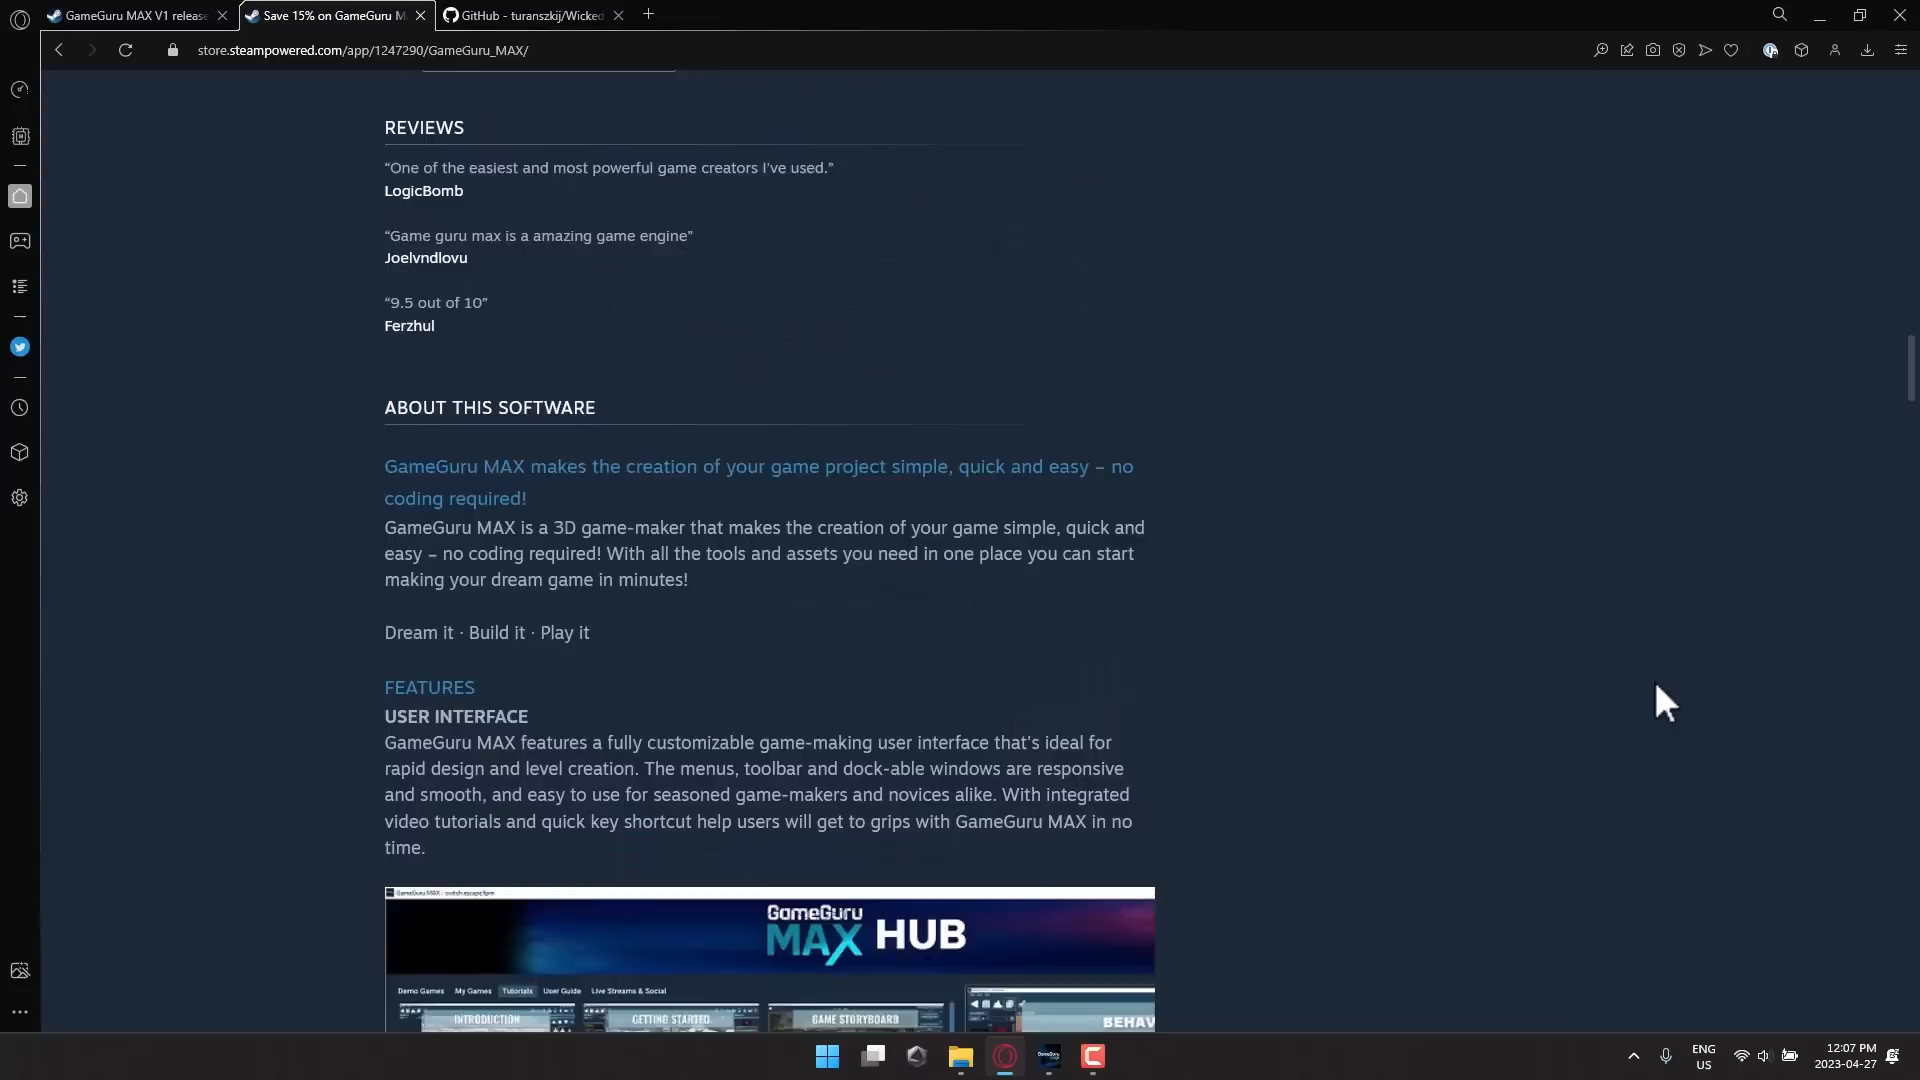 GameGuru MAX V1 release
Save 15% on GameGuru M
GitHub - turanszkij/Wicked
store.steampowered.com/app/1247290/GameGuru_MAX/
REVIEWS
“One of the easiest and most powerful game creators I’ve used.”
LogicBomb
“Game guru max is a amazing game engine”
Joelvndlovu
“9.5 out of 10”
Ferzhul
ABOUT THIS SOFTWARE
GameGuru MAX makes the creation of your game project simple, quick and easy – no
coding required!
GameGuru MAX is a 3D game-maker that makes the creation of your game simple, quick and
easy – no coding required! With all the tools and assets you need in one place you can start
making your dream game in minutes!
Dream it · Build it · Play it
FEATURES
USER INTERFACE
GameGuru MAX features a fully customizable game-making user interface that's ideal for
rapid design and level creation. The menus, toolbar and dock-able windows are responsive
and smooth, and easy to use for seasoned game-makers and novices alike. With integrated
video tutorials and quick key shortcut help users will get to grips with GameGuru MAX in no
time.
GameGuru MAX -
GameGuru
MAX HUB
Demo Games My Games Tutorials User Guide Live Streams & Social
INTRODUCTION GETTING STARTED GAME STORYBOARD BEHAV
ENG
US
12:07 PM
2023-04-27